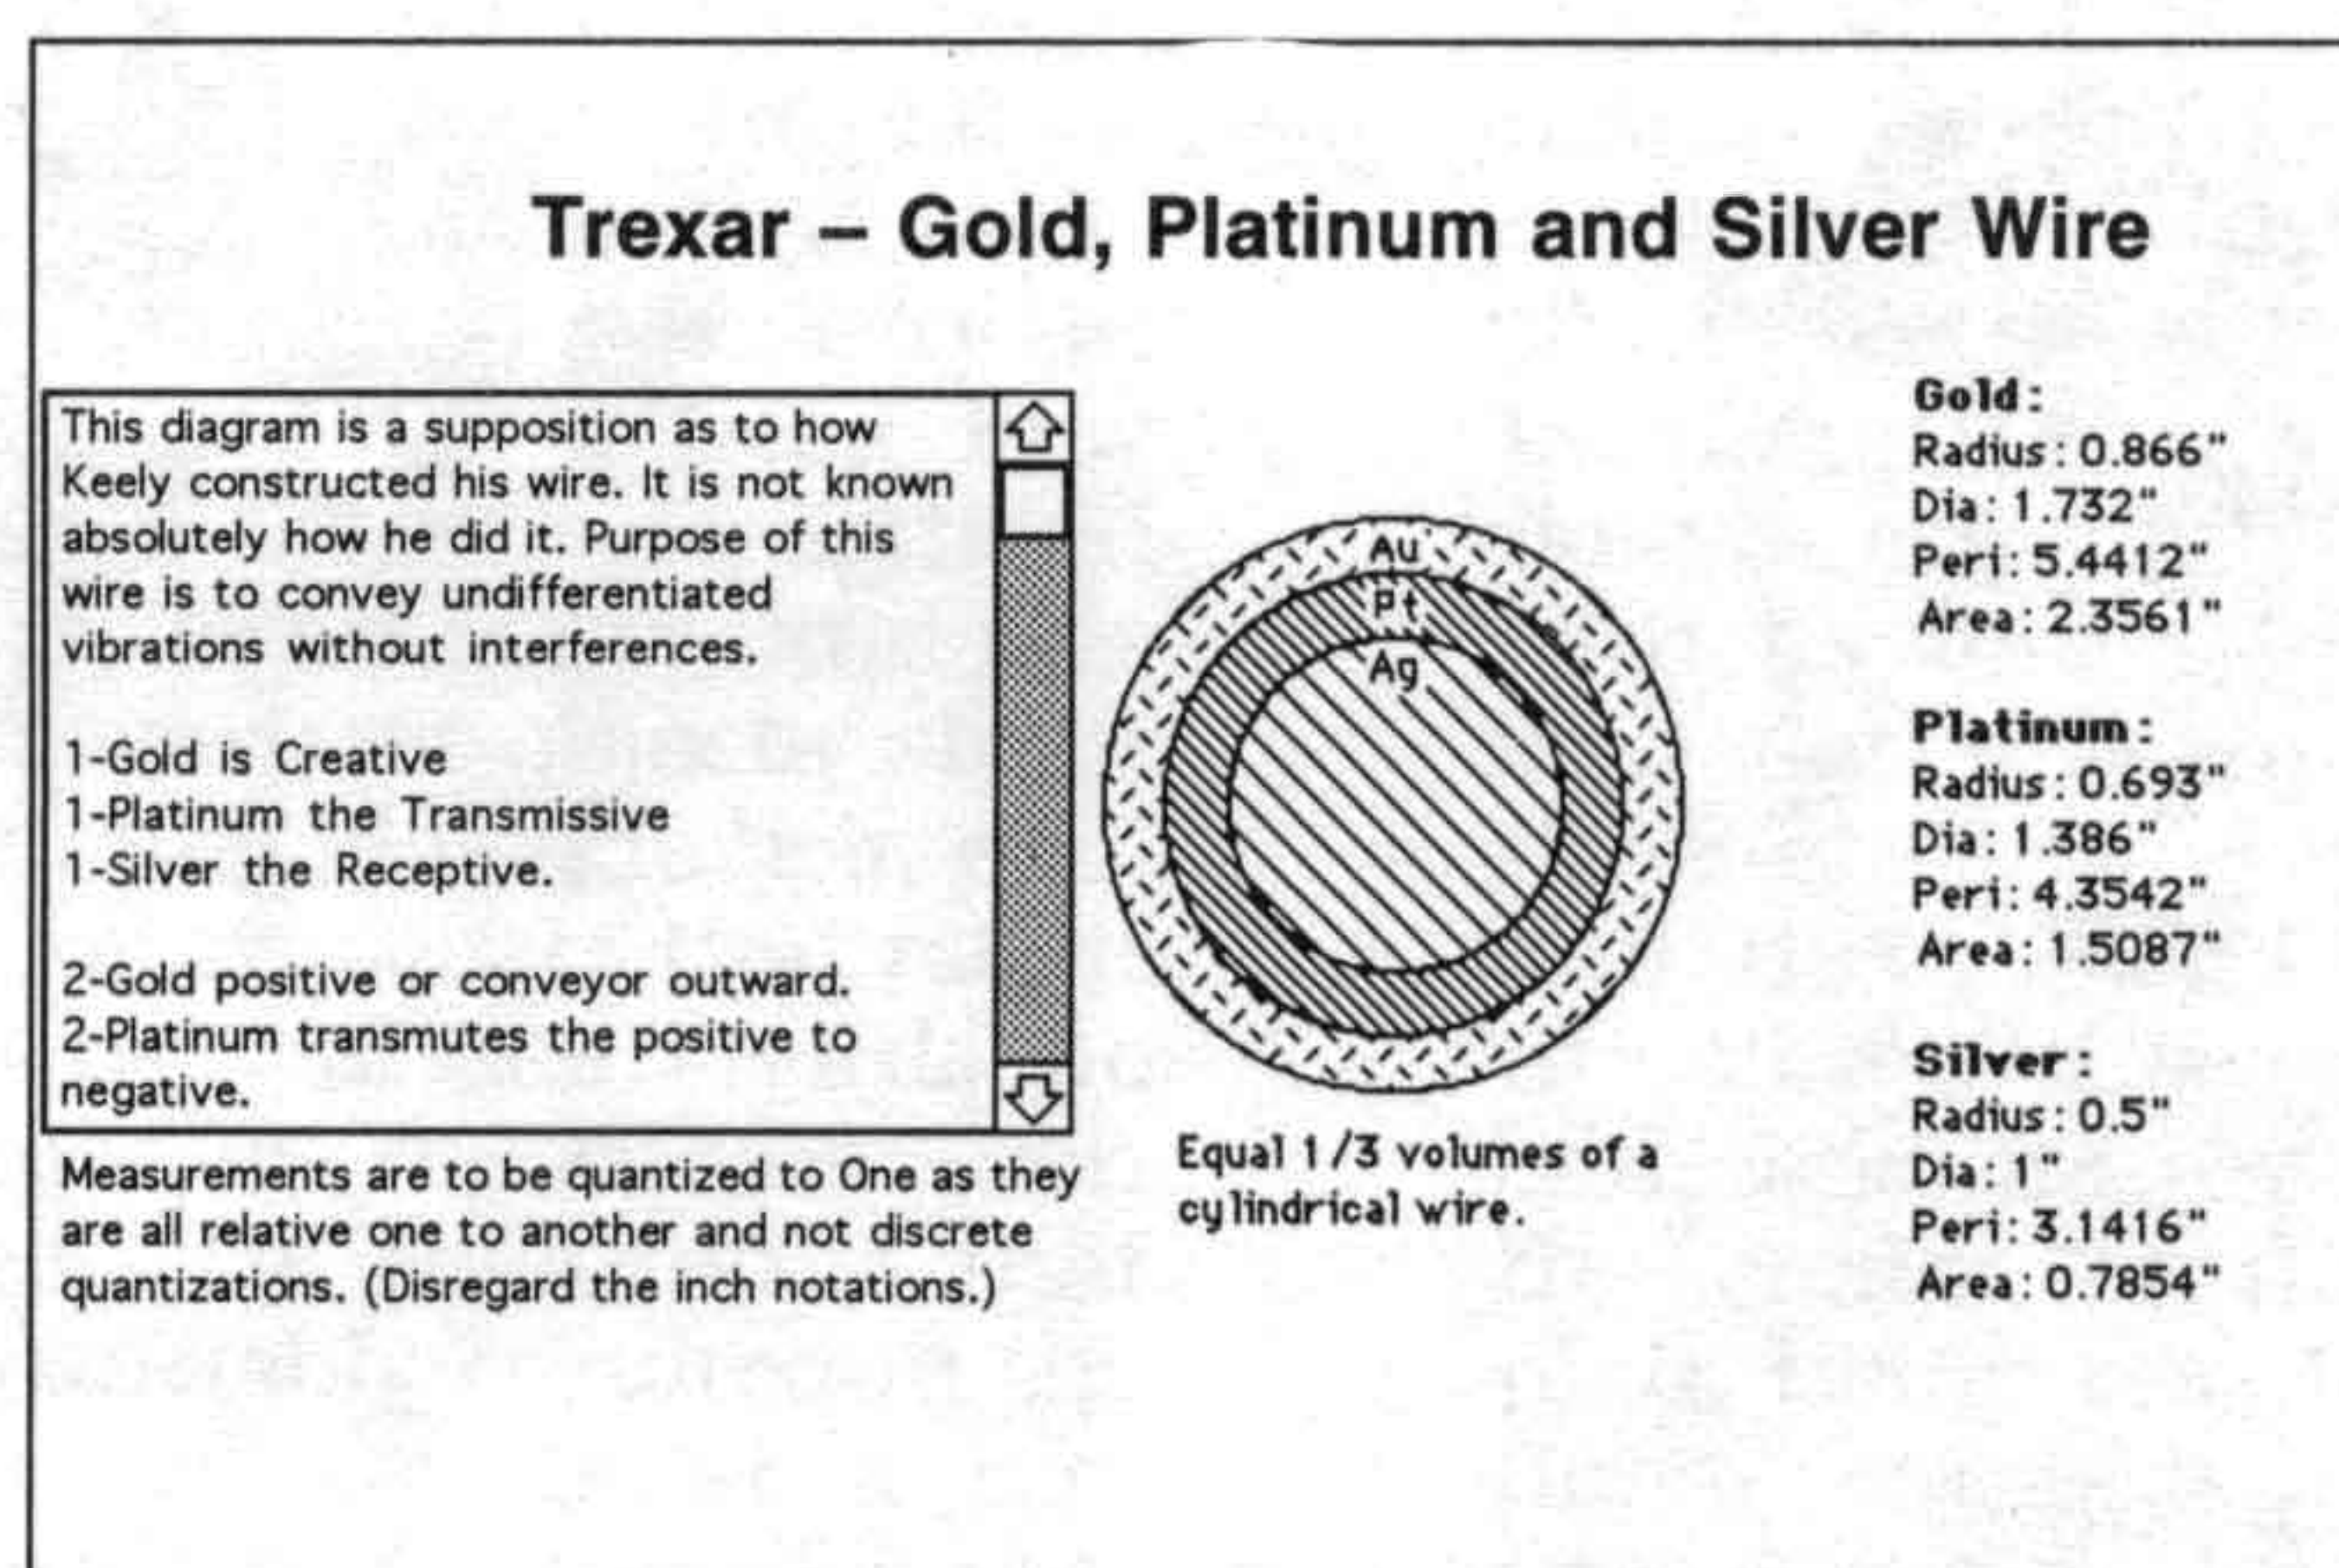 Trexar – Gold, Platinum and Silver Wire
This diagram is a supposition as to how
Keely constructed his wire. It is not known
absolutely how he did it. Purpose of this
wire is to convey undifferentiated
vibrations without interferences.
1-Gold is Creative
1-Platinum the Transmissive
1-Silver the Receptive.
2-Gold positive or conveyor outward.
2-Platinum transmutes the positive to
negative.
Measurements are to be quantized to One as they
are all relative one to another and not discrete
quantizations. (Disregard the inch notations.)
Au
Pt
Ag
Equal 1/3 volumes of a
cylindrical wire.
Gold:
Radius: 0.866"
Dia: 1.732"
Peri: 5.4412"
Area: 2.3561"
Platinum:
Radius: 0.693"
Dia: 1.386"
Peri: 4.3542"
Area: 1.5087"
Silver:
Radius: 0.5"
Dia: 1"
Peri: 3.1416"
Area: 0.7854"